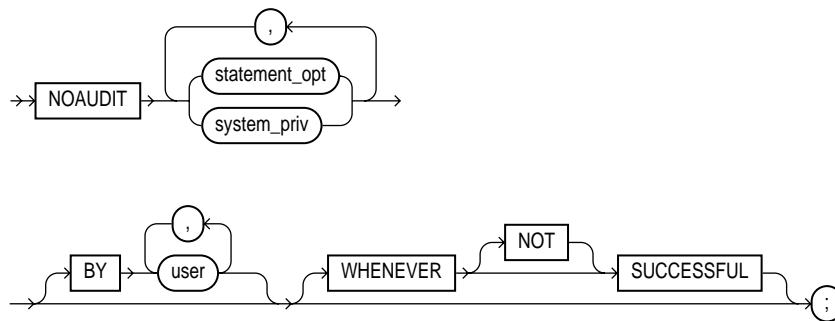 ,
statement_opt
NOAUDIT
system_priv
,
NOT
BY user WHENEVER SUCCESSFUL
;